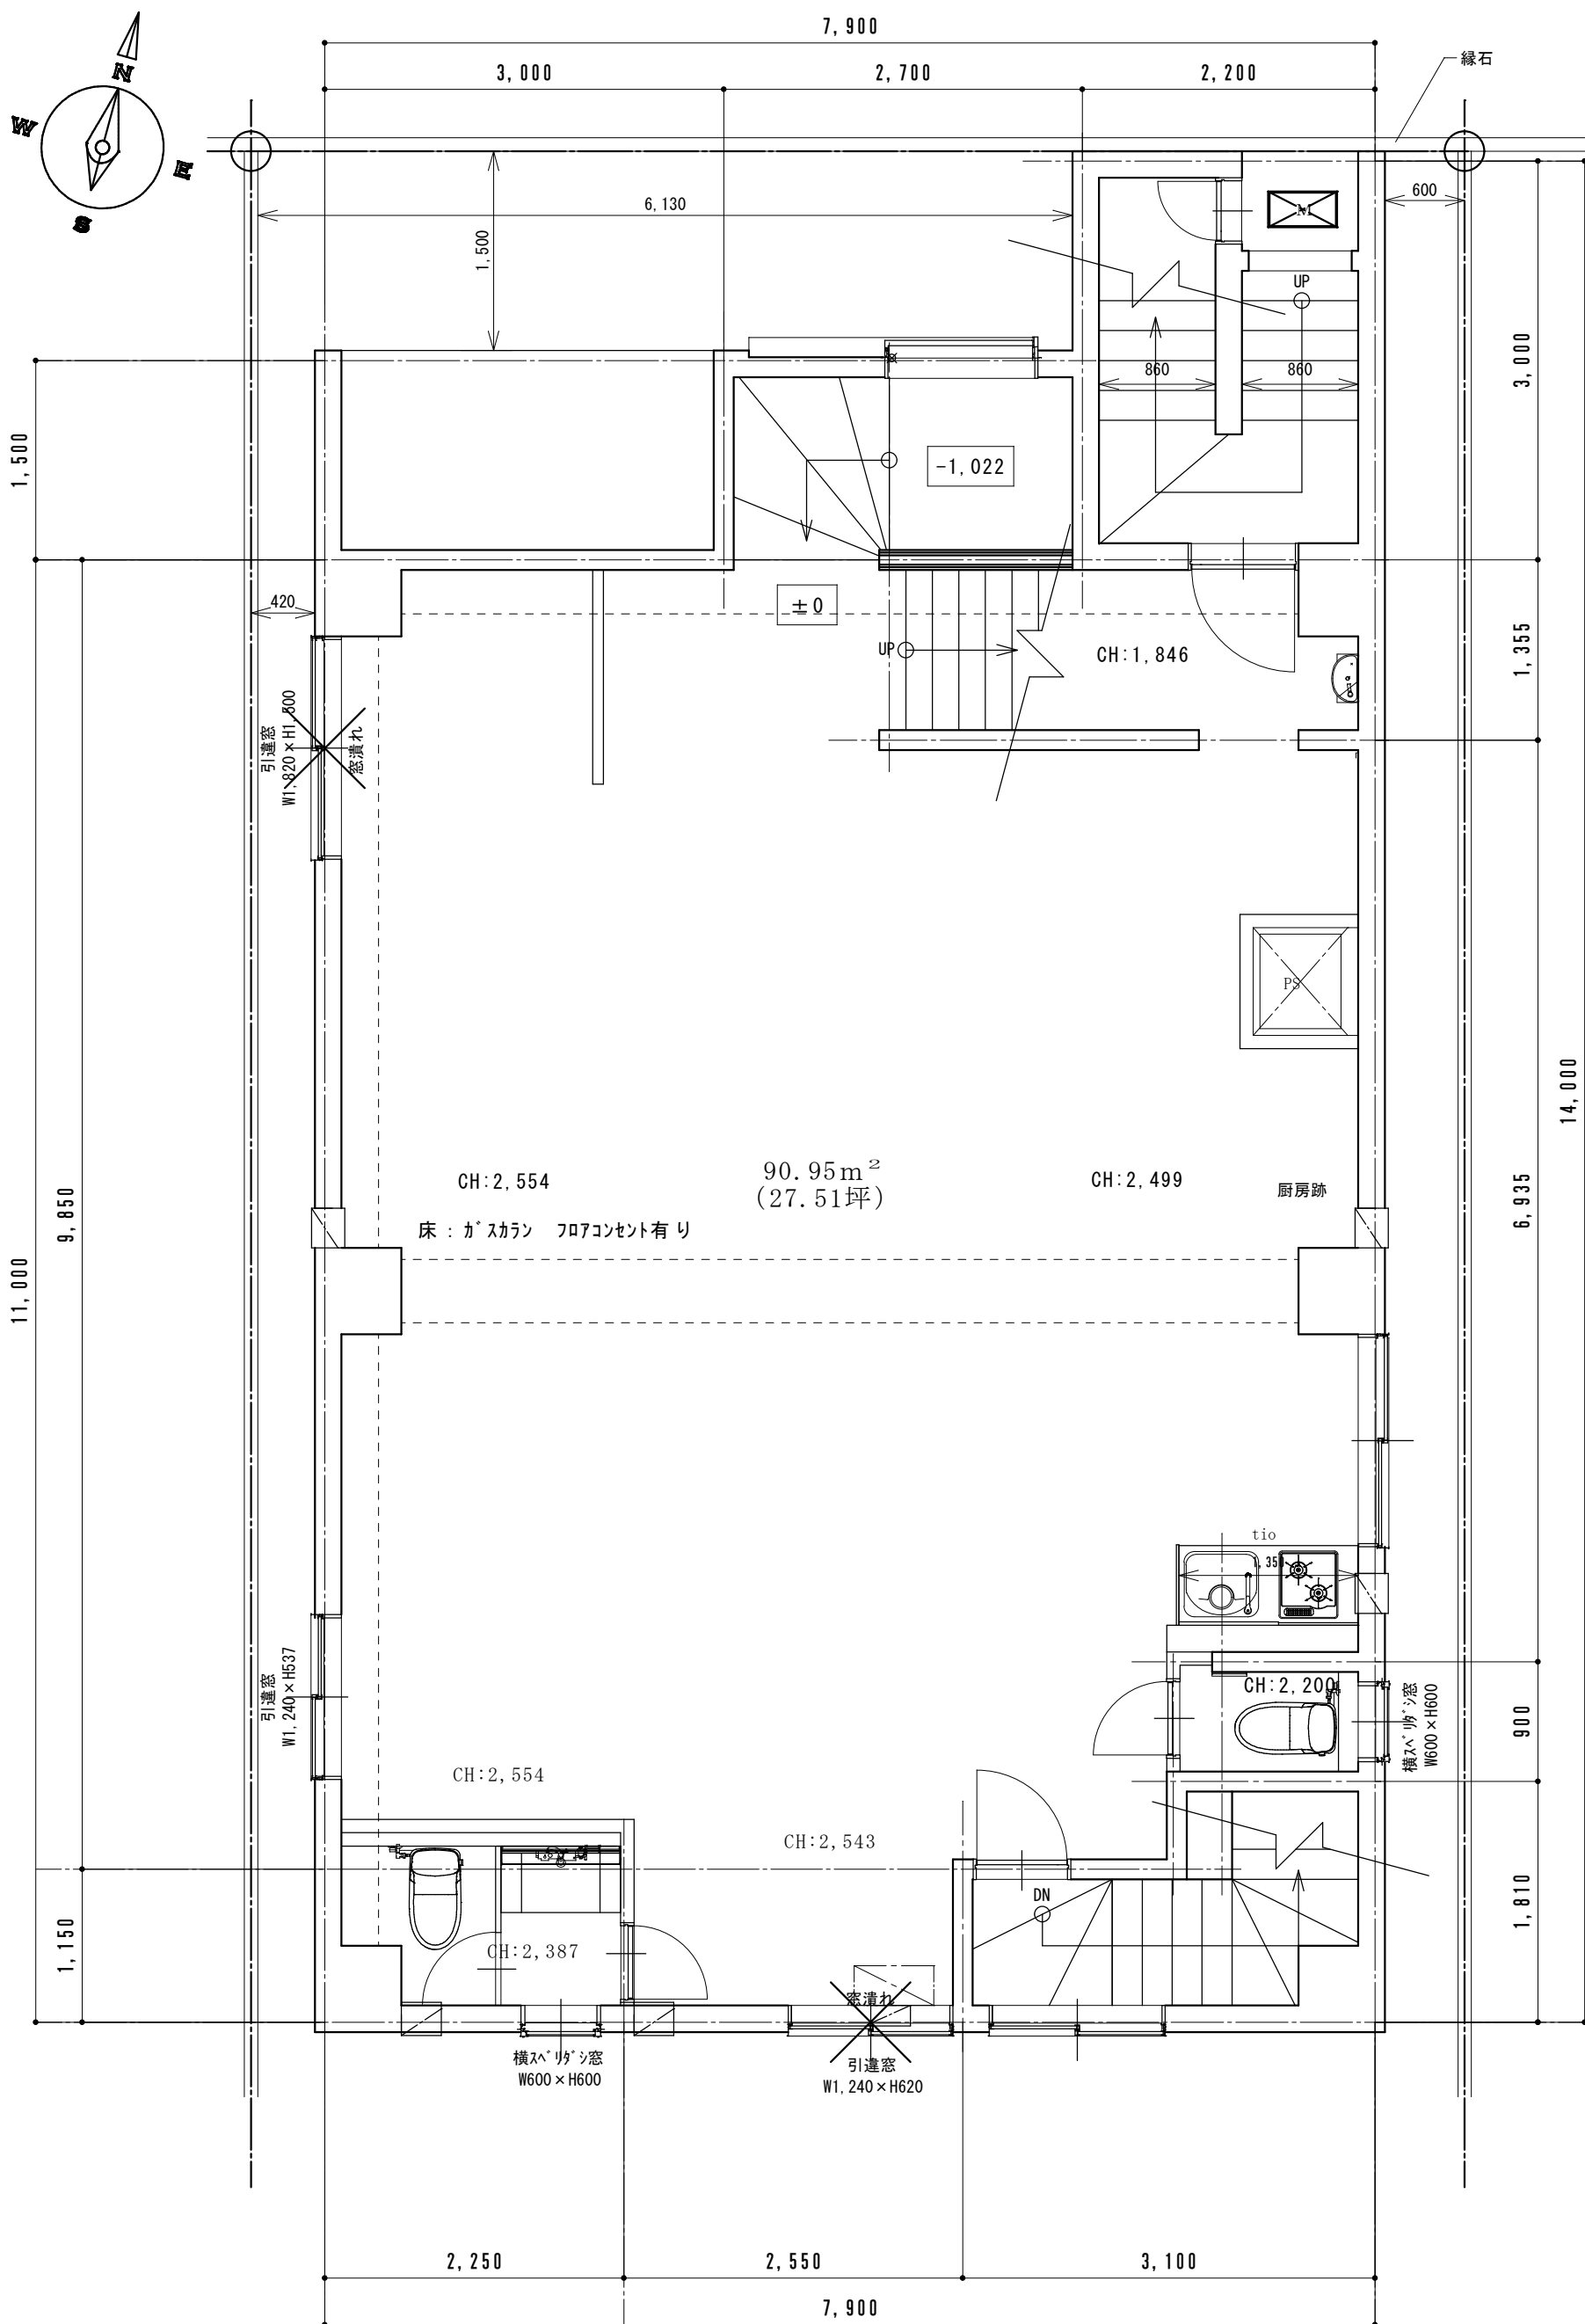 7,900
3,000
2,700
2,200
縁石
N
W
E
S
6,130
600
1,500
M
UP
860
860
3,000
1,500
-1,022
420
±0
UP
CH:1,846
1,355
引違窓
W1,820×H1,500
窓潰れ
PS
14,000
CH:2,554
90.95m²
(27.51坪)
CH:2,499
厨房跡
床：ガスカラン　フロアコンセント有り
9,850
6,935
11,000
tio
1,350
引違窓
W1,240×H537
CH:2,200
横スベリダシ窓
W600×H600
900
CH:2,554
CH:2,543
DN
1,810
1,150
CH:2,387
窓潰れ
横スベリダシ窓
W600×H600
引違窓
W1,240×H620
2,250
2,550
3,100
7,900